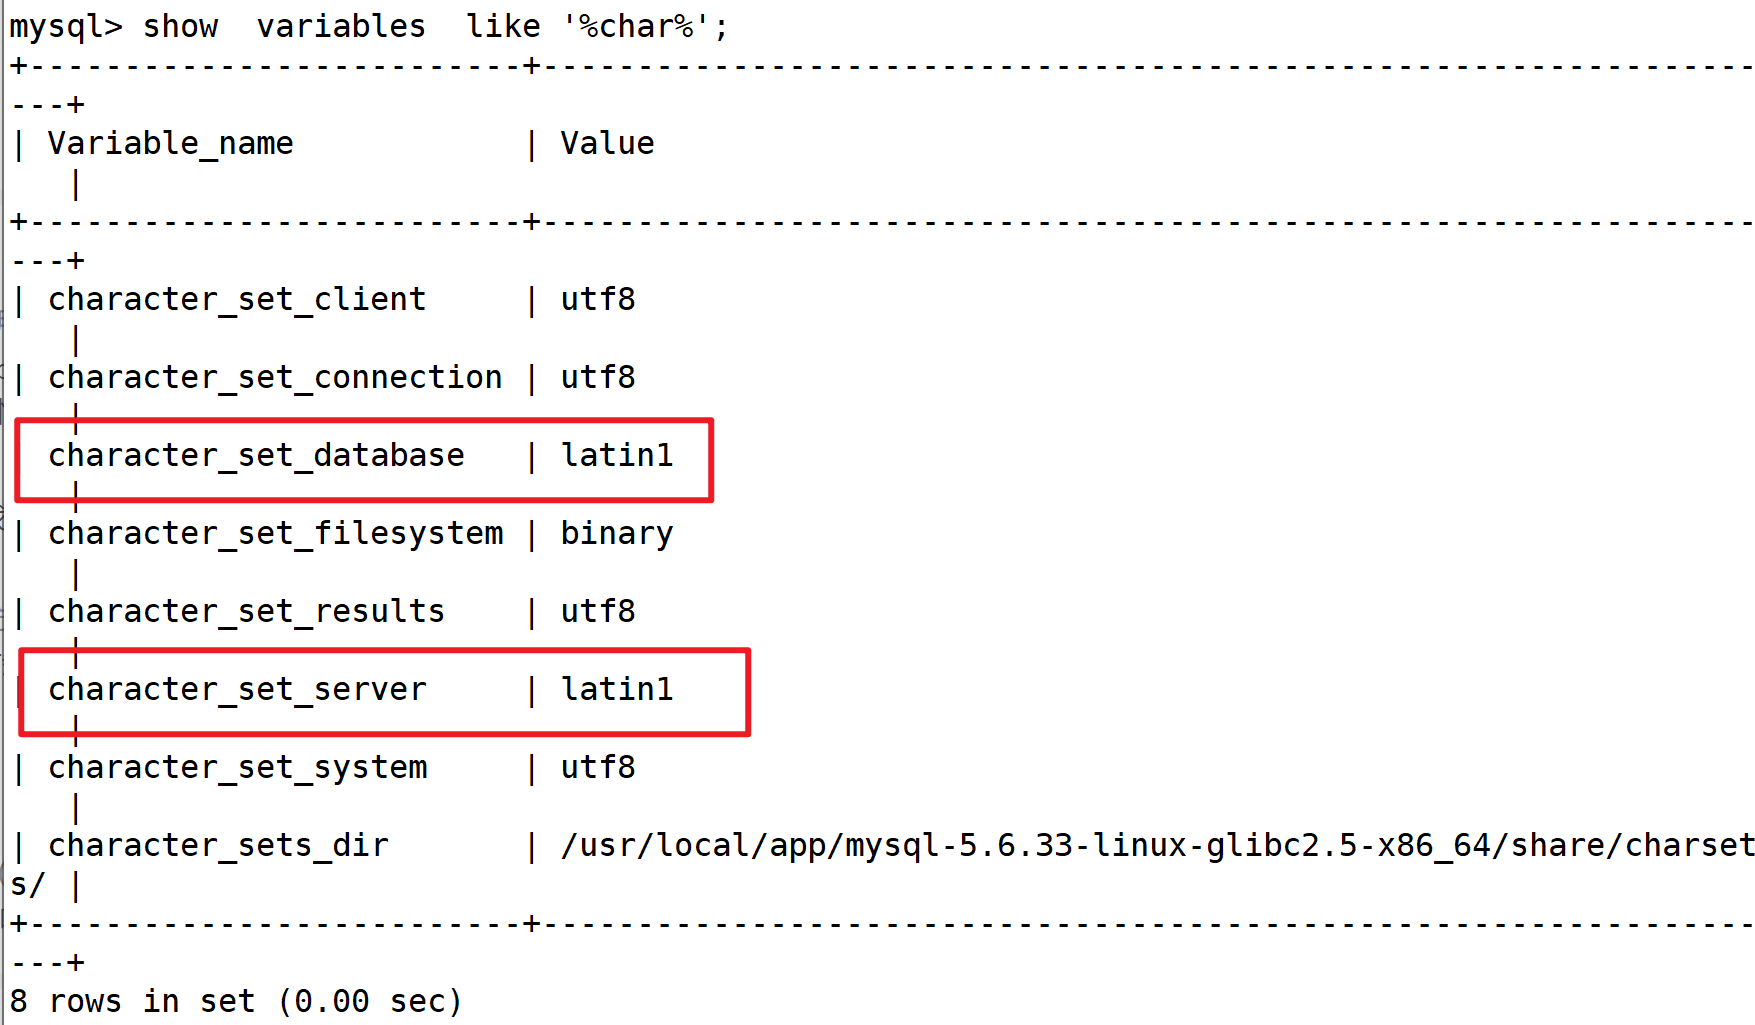 mysql> show  variables  like '%char%';
+--------------------------+----------------------------------------------------------------
---+
| Variable_name            | Value
   |
+--------------------------+----------------------------------------------------------------
---+
| character_set_client     | utf8
   |
| character_set_connection | utf8
   |
| character_set_database   | latin1
   |
| character_set_filesystem | binary
   |
| character_set_results    | utf8
   |
| character_set_server     | latin1
   |
| character_set_system     | utf8
   |
| character_sets_dir       | /usr/local/app/mysql-5.6.33-linux-glibc2.5-x86_64/share/charset
s/ |
+--------------------------+----------------------------------------------------------------
---+
8 rows in set (0.00 sec)